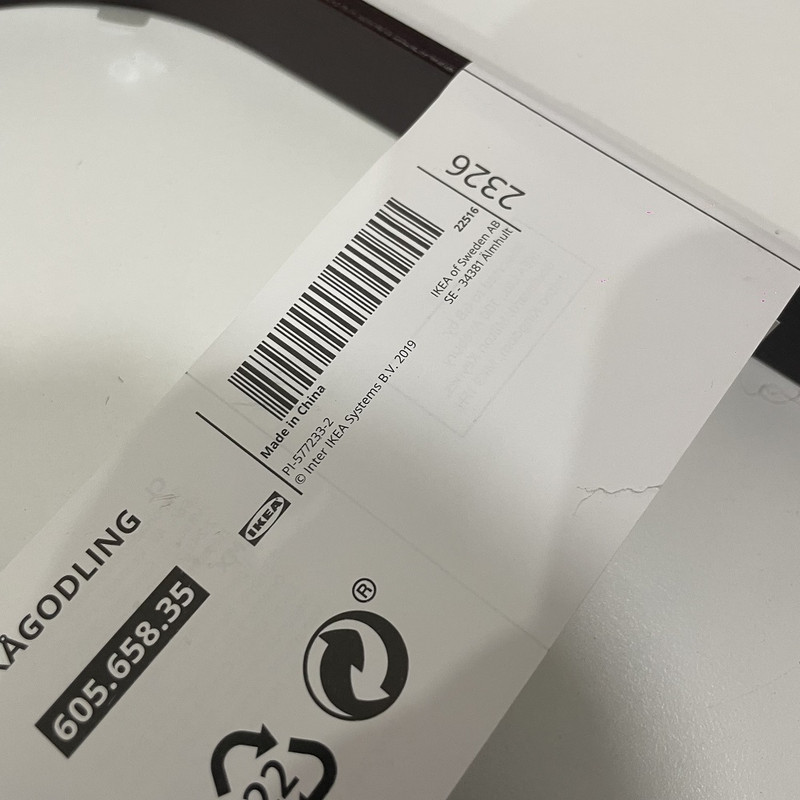 2326
22516
IKEA of Sweden AB
SE - 34381 Älmhult
Made in China
PI-577233-2
© Inter IKEA Systems B.V. 2019
IKEA
ÅGODLING
605.658.35
®
22